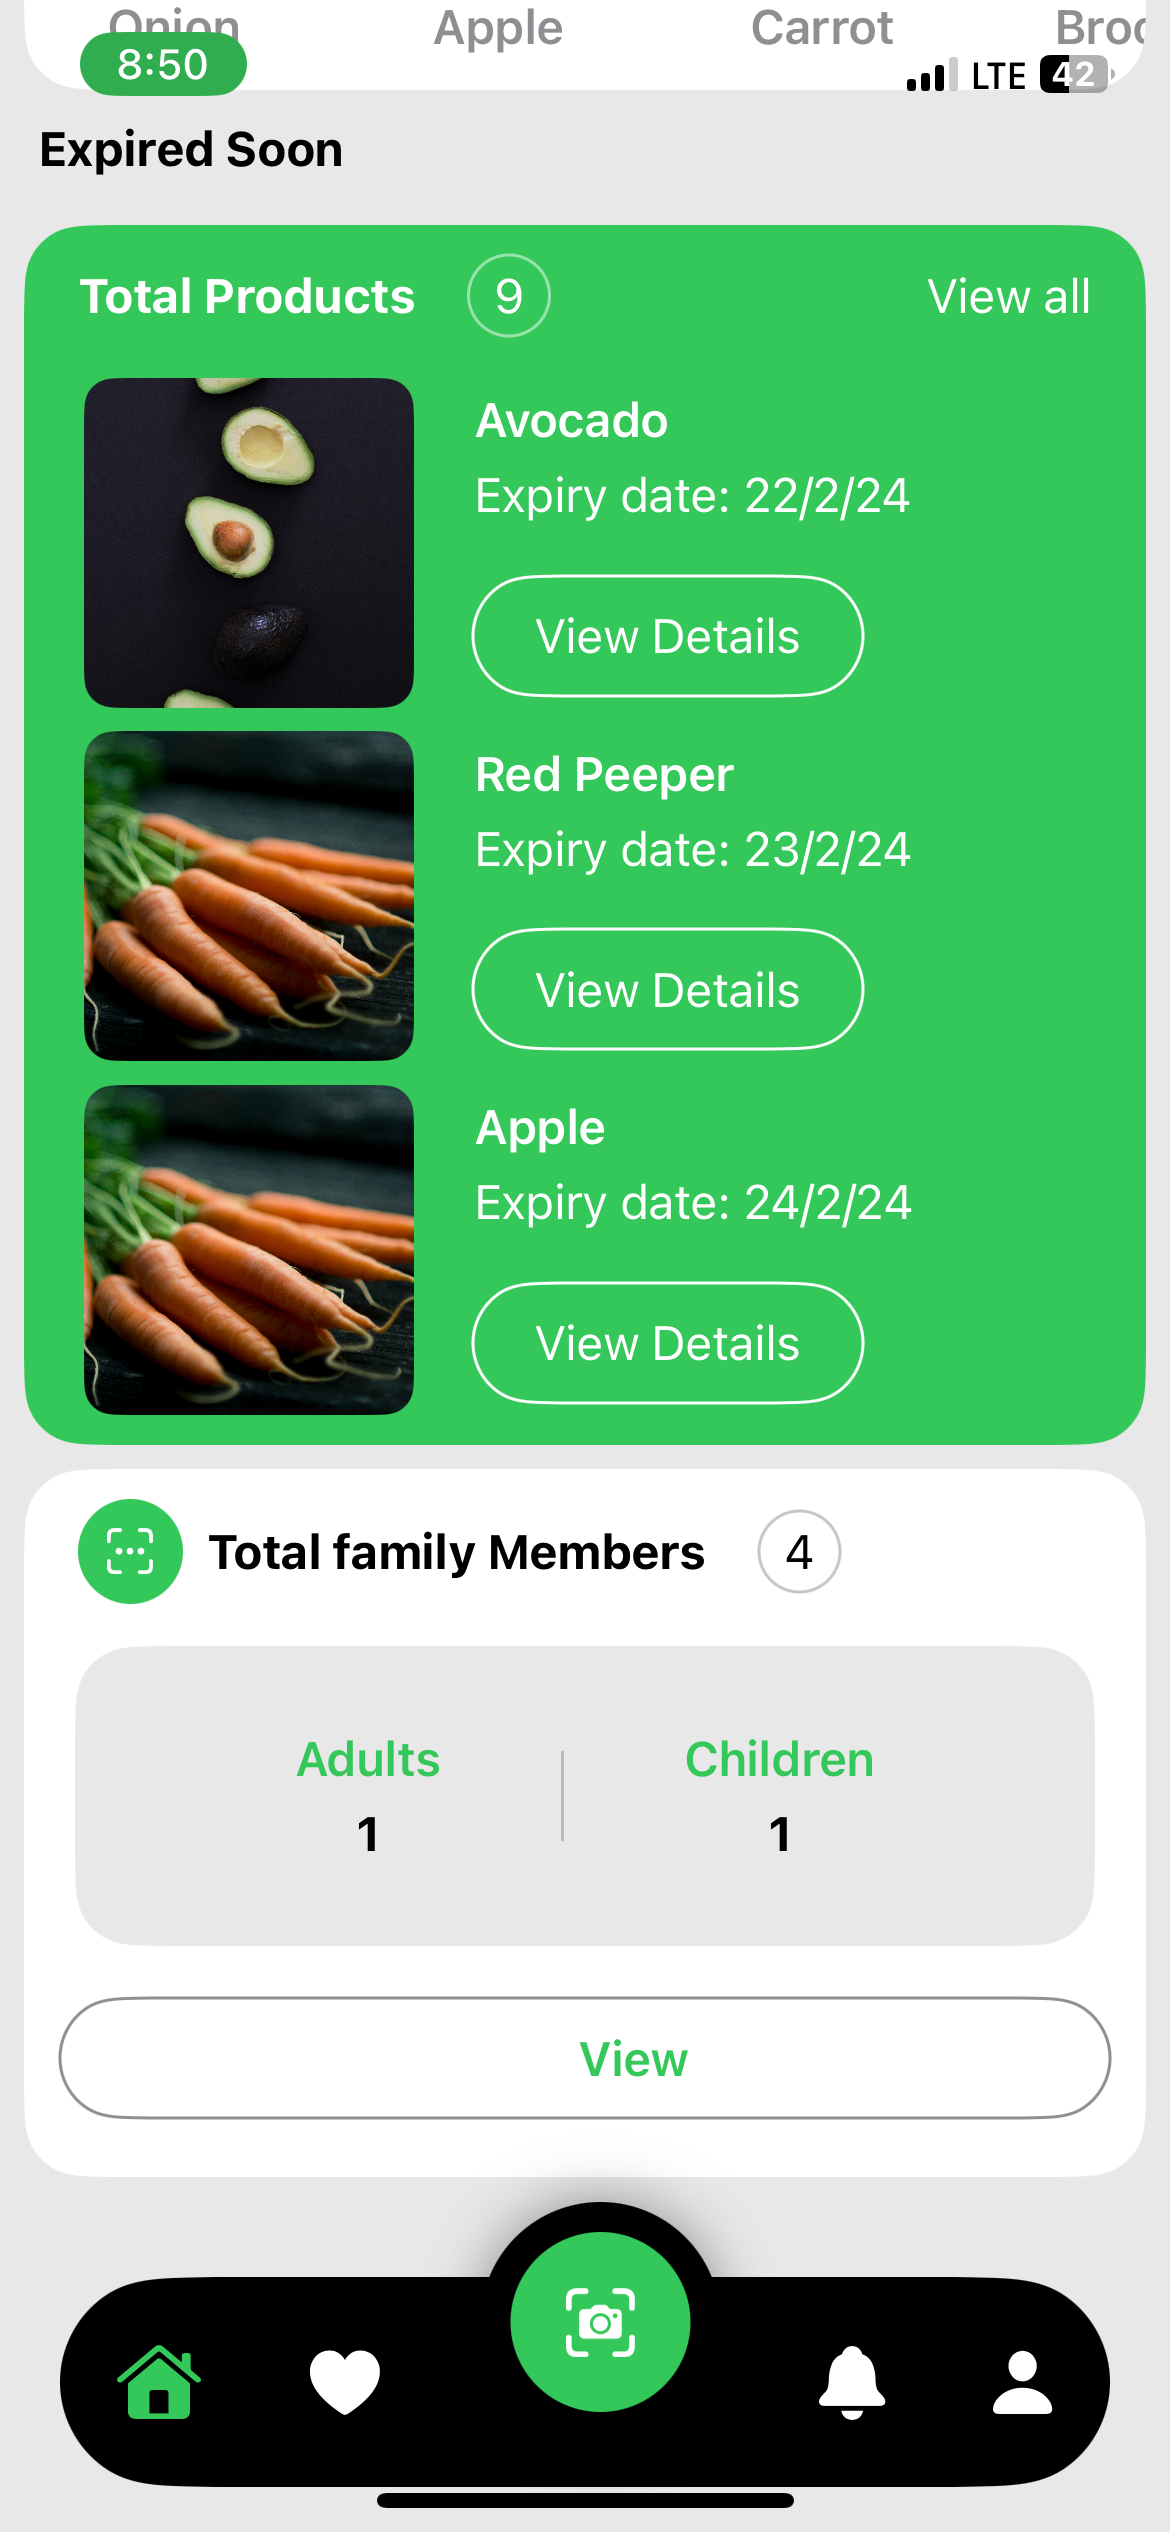 Onion Apple Carrot Broc
8:50 LTE 42
Expired Soon
Total Products 9 View all
Avocado
Expiry date: 22/2/24
View Details
Red Peeper
Expiry date: 23/2/24
View Details
Apple
Expiry date: 24/2/24
View Details
Total family Members 4
Adults Children
1 1
View